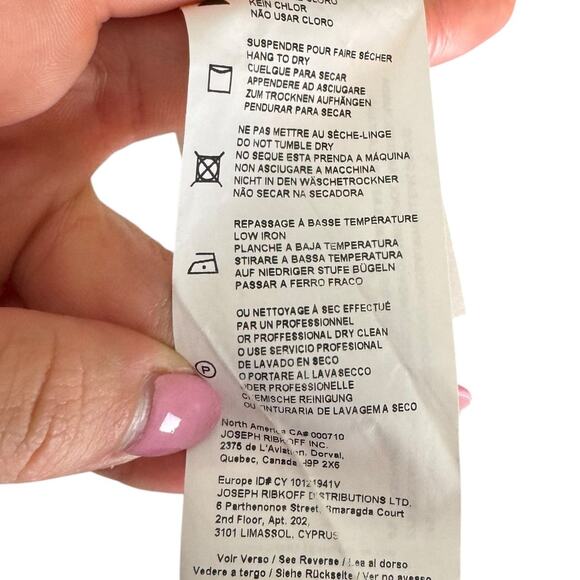 KEIN CHLOR
NÃO USAR CLORO
SUSPENDRE POUR FAIRE SÉCHER
HANG TO DRY
CUELGUE PARA SECAR
APPENDERE AD ASCIUGARE
ZUM TROCKNEN AUFHÄNGEN
PENDURAR PARA SECAR
NE PAS METTRE AU SÈCHE-LINGE
DO NOT TUMBLE DRY
NO SEQUE ESTA PRENDA A MÁQUINA
NON ASCIUGARE A MACCHINA
NICHT IN DEN WÄSCHETROCKNER
NÃO SECAR NA SECADORA
REPASSAGE À BASSE TEMPÉRATURE
LOW IRON
PLANCHE A BAJA TEMPERATURA
STIRARE A BASSA TEMPERATURA
AUF NIEDRIGER STUFE BÜGELN
PASSAR A FERRO FRACO
OU NETTOYAGE À SEC EFFECTUÉ
PAR UN PROFESSIONNEL
OR PROFFESSIONAL DRY CLEAN
O USE SERVICIO PROFESIONAL
DE LAVADO EN SECO
O PORTARE AL LAVASECCO
ODER PROFESSIONELLE
CHEMISCHE REINIGUNG
OU TINTURARIA DE LAVAGEM A SECO
P
North America CA# 000710
JOSEPH RIBKOFF INC.
2375 de L'Aviation, Dorval,
Quebec, Canada H9P 2X6
Europe ID# CY 10121941V
JOSEPH RIBKOFF DISTRIBUTIONS LTD.
6 Parthenonos Street, Smaragda Court
2nd Floor, Apt. 202,
3101 LIMASSOL, CYPRUS
Voir Verso / See Reverse / Lea al dorso
Vedere a tergo / Siehe Rückseite / Ver no avesso